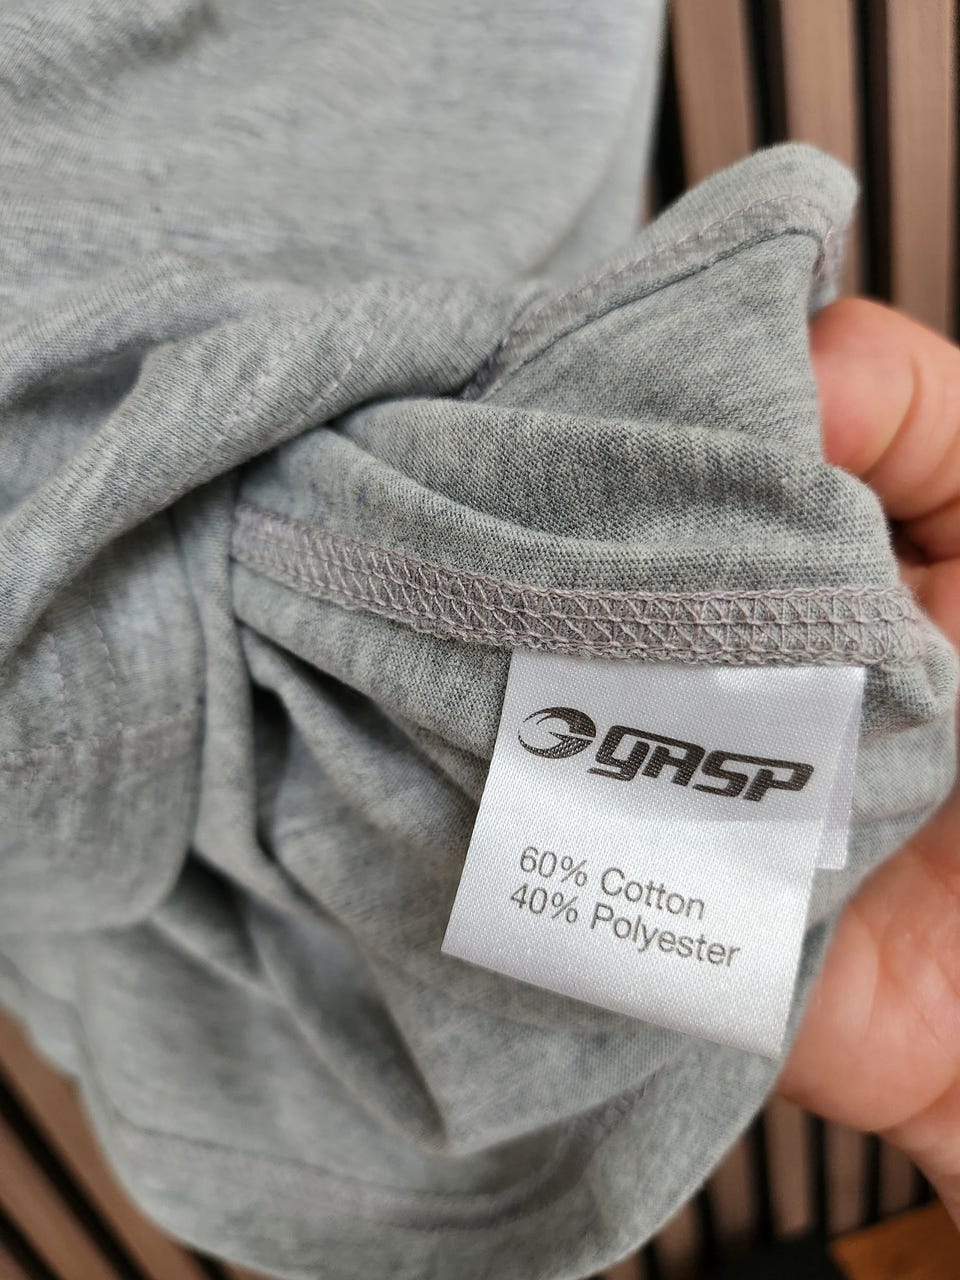 GASP
60% Cotton
40% Polyester